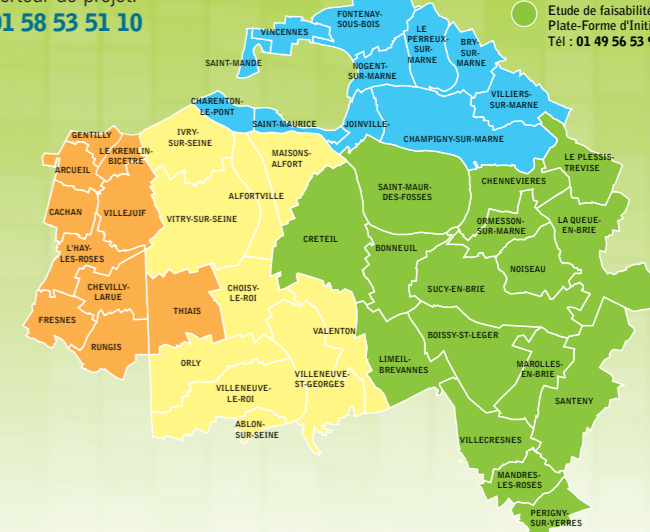 01 58 53 51 10
Etude de faisabilité
Plate-Forme d'Initi
Tél : 01 49 56 53 9
FONTENAY-
SOUS-BOIS
VINCENNES
LE
PERREUX-
SUR-
MARNE
BRY-
SUR-
MARNE
SAINT-MANDE
NOGENT-
SUR-MARNE
VILLIERS-
SUR-MARNE
CHARENTON-
LE-PONT
SAINT-MAURICE
JOINVILLE-
CHAMPIGNY-SUR-MARNE
GENTILLY
IVRY-
SUR-SEINE
LE KREMLIN-
BICETRE
MAISONS-
ALFORT
LE PLESSIS-
TREVISE
ARCUEIL
CHENNEVIERES
ALFORTVILLE
SAINT-MAUR-
DES-FOSSES
CACHAN
VILLEJUIF
VITRY-SUR-SEINE
ORMESSON-
SUR-MARNE
LA QUEUE-
EN-BRIE
CRETEIL
BONNEUIL
L'HAY-
LES-ROSES
NOISEAU
CHEVILLY-
LARUE
CHOISY-
LE-ROI
SUCY-EN-BRIE
THIAIS
FRESNES
VALENTON
BOISSY-ST-LEGER
RUNGIS
ORLY
LIMEIL-
BREVANNES
MAROLLES-
EN-BRIE
VILLENEUVE-
ST-GEORGES
VILLENEUVE-
LE-ROI
SANTENY
ABLON-
SUR-SEINE
VILLECRESNES
MANDRES-
LES-ROSES
PERIGNY-
SUR-YERRES